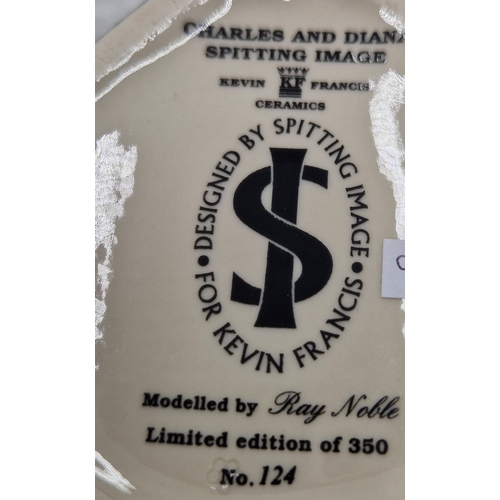 CHARLES AND DIANA
SPITTING IMAGE
KEVIN KF FRANCIS
CERAMICS
• DESIGNED BY SPITTING IMAGE •
FOR KEVIN FRANCIS
SI
Modelled by Ray Noble
Limited edition of 350
No. 124